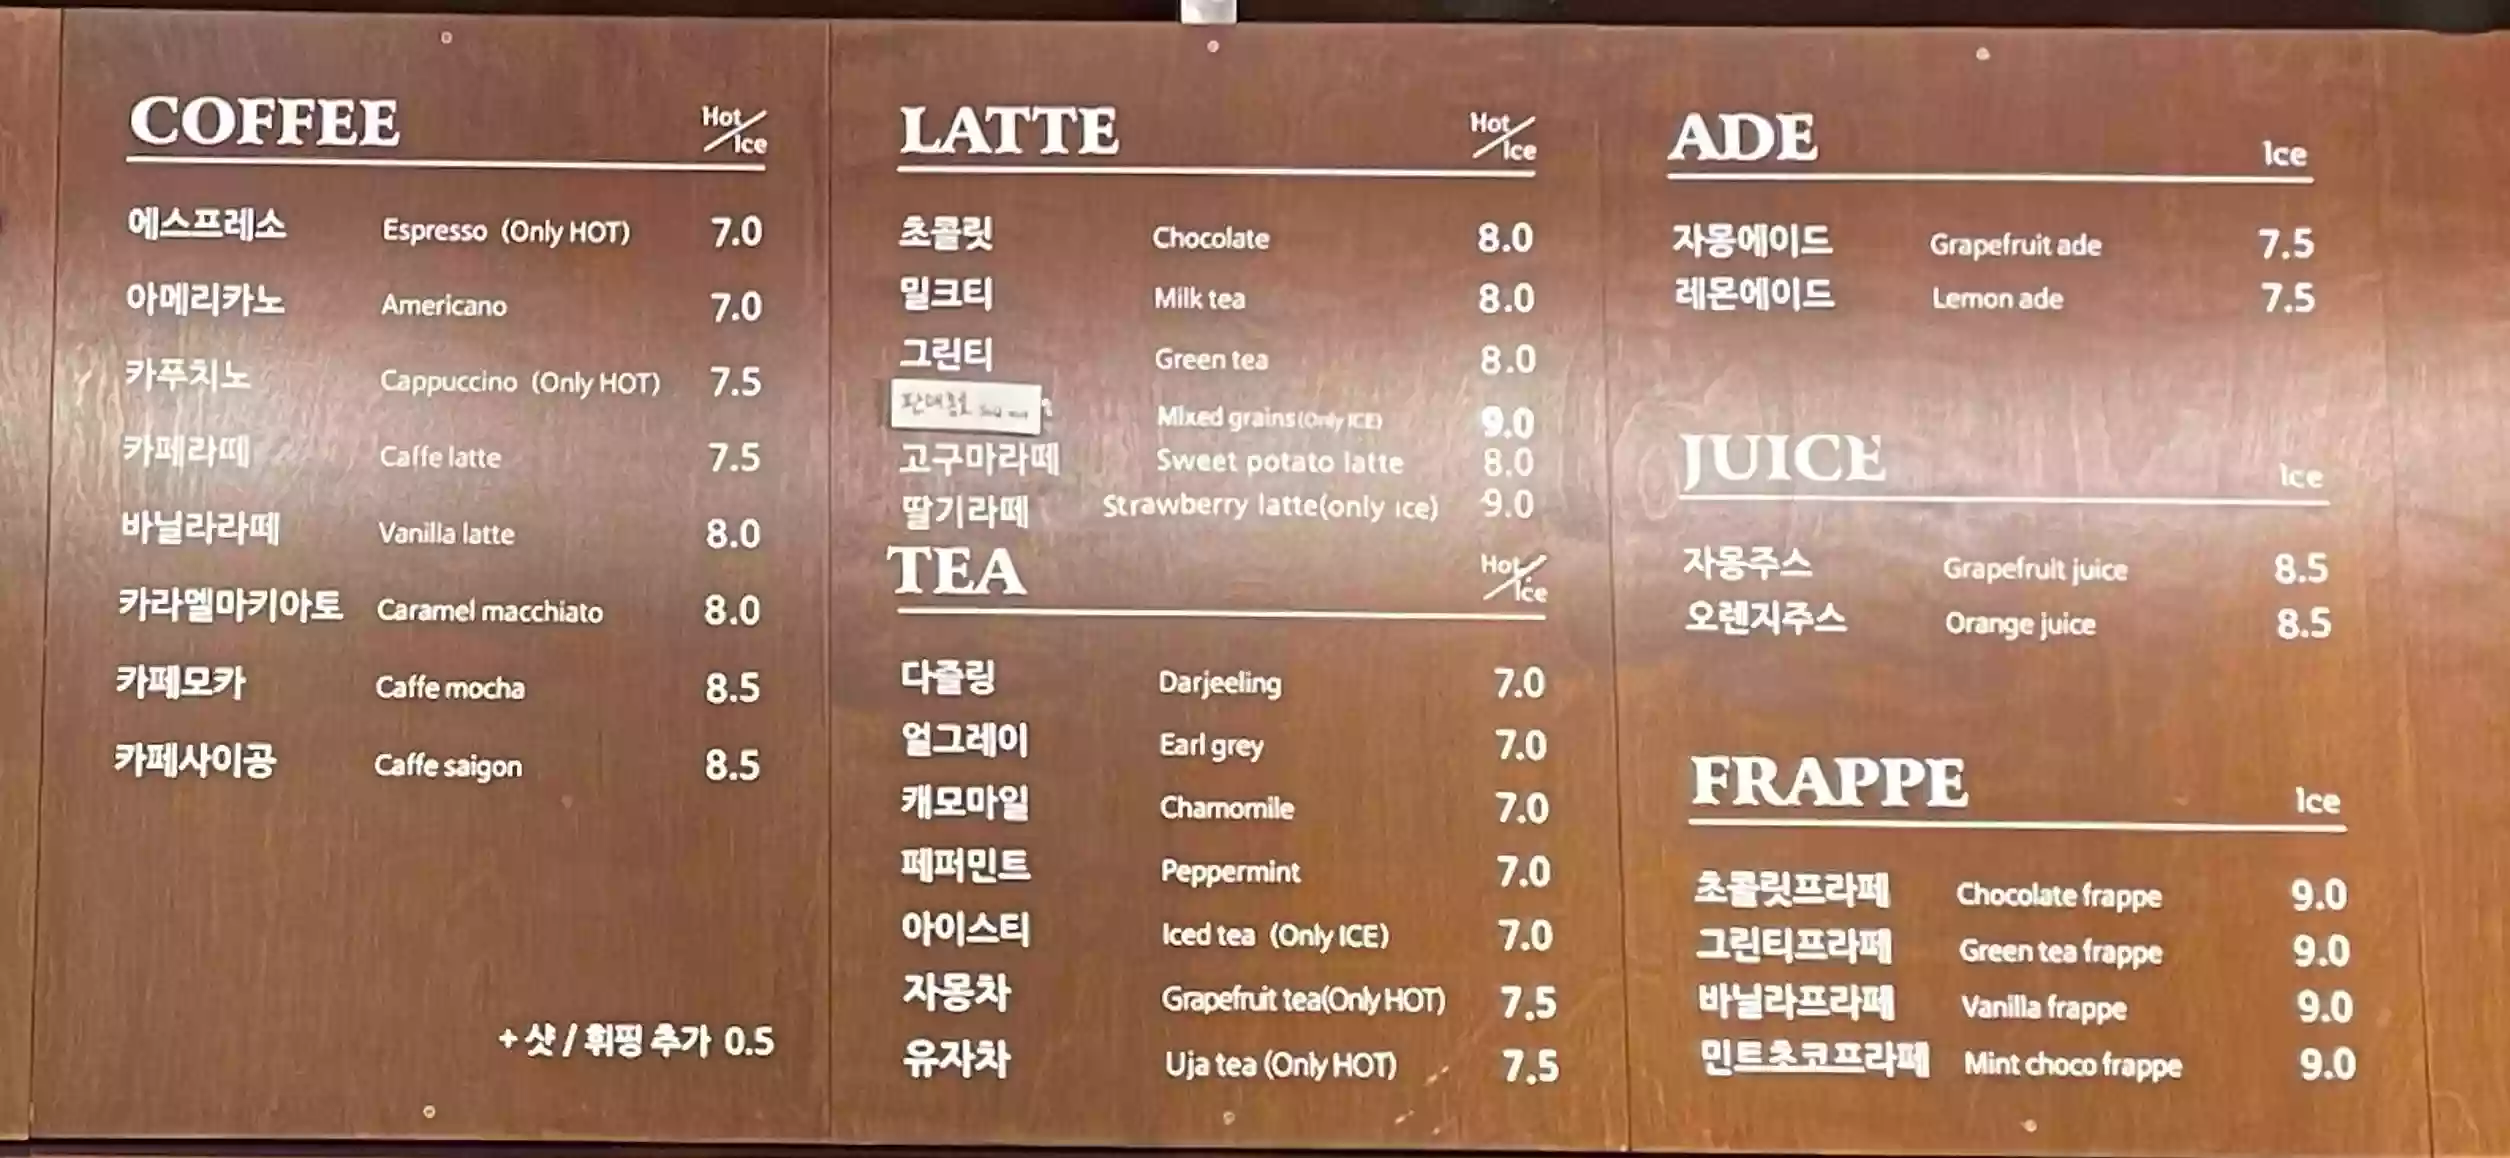 COFFEE Hot/Ice
에스프레소 Espresso (Only HOT) 7.0
아메리카노 Americano 7.0
카푸치노 Cappuccino (Only HOT) 7.5
카페라떼 Caffe latte 7.5
바닐라라떼 Vanilla latte 8.0
카라멜마키아토 Caramel macchiato 8.0
카페모카 Caffe mocha 8.5
카페사이공 Caffe saigon 8.5
+ 샷 / 휘핑 추가 0.5
LATTE Hot/Ice
초콜릿 Chocolate 8.0
밀크티 Milk tea 8.0
그린티 Green tea 8.0
판매종료 Mixed grains(Only ICE) 9.0
고구마라떼 Sweet potato latte 8.0
딸기라떼 Strawberry latte(only ice) 9.0
TEA Hot/Ice
다즐링 Darjeeling 7.0
얼그레이 Earl grey 7.0
캐모마일 Chamomile 7.0
페퍼민트 Peppermint 7.0
아이스티 Iced tea (Only ICE) 7.0
자몽차 Grapefruit tea(Only HOT) 7.5
유자차 Uja tea (Only HOT) 7.5
ADE Ice
자몽에이드 Grapefruit ade 7.5
레몬에이드 Lemon ade 7.5
JUICE Ice
자몽주스 Grapefruit juice 8.5
오렌지주스 Orange juice 8.5
FRAPPE Ice
초콜릿프라페 Chocolate frappe 9.0
그린티프라페 Green tea frappe 9.0
바닐라프라페 Vanilla frappe 9.0
민트초코프라페 Mint choco frappe 9.0